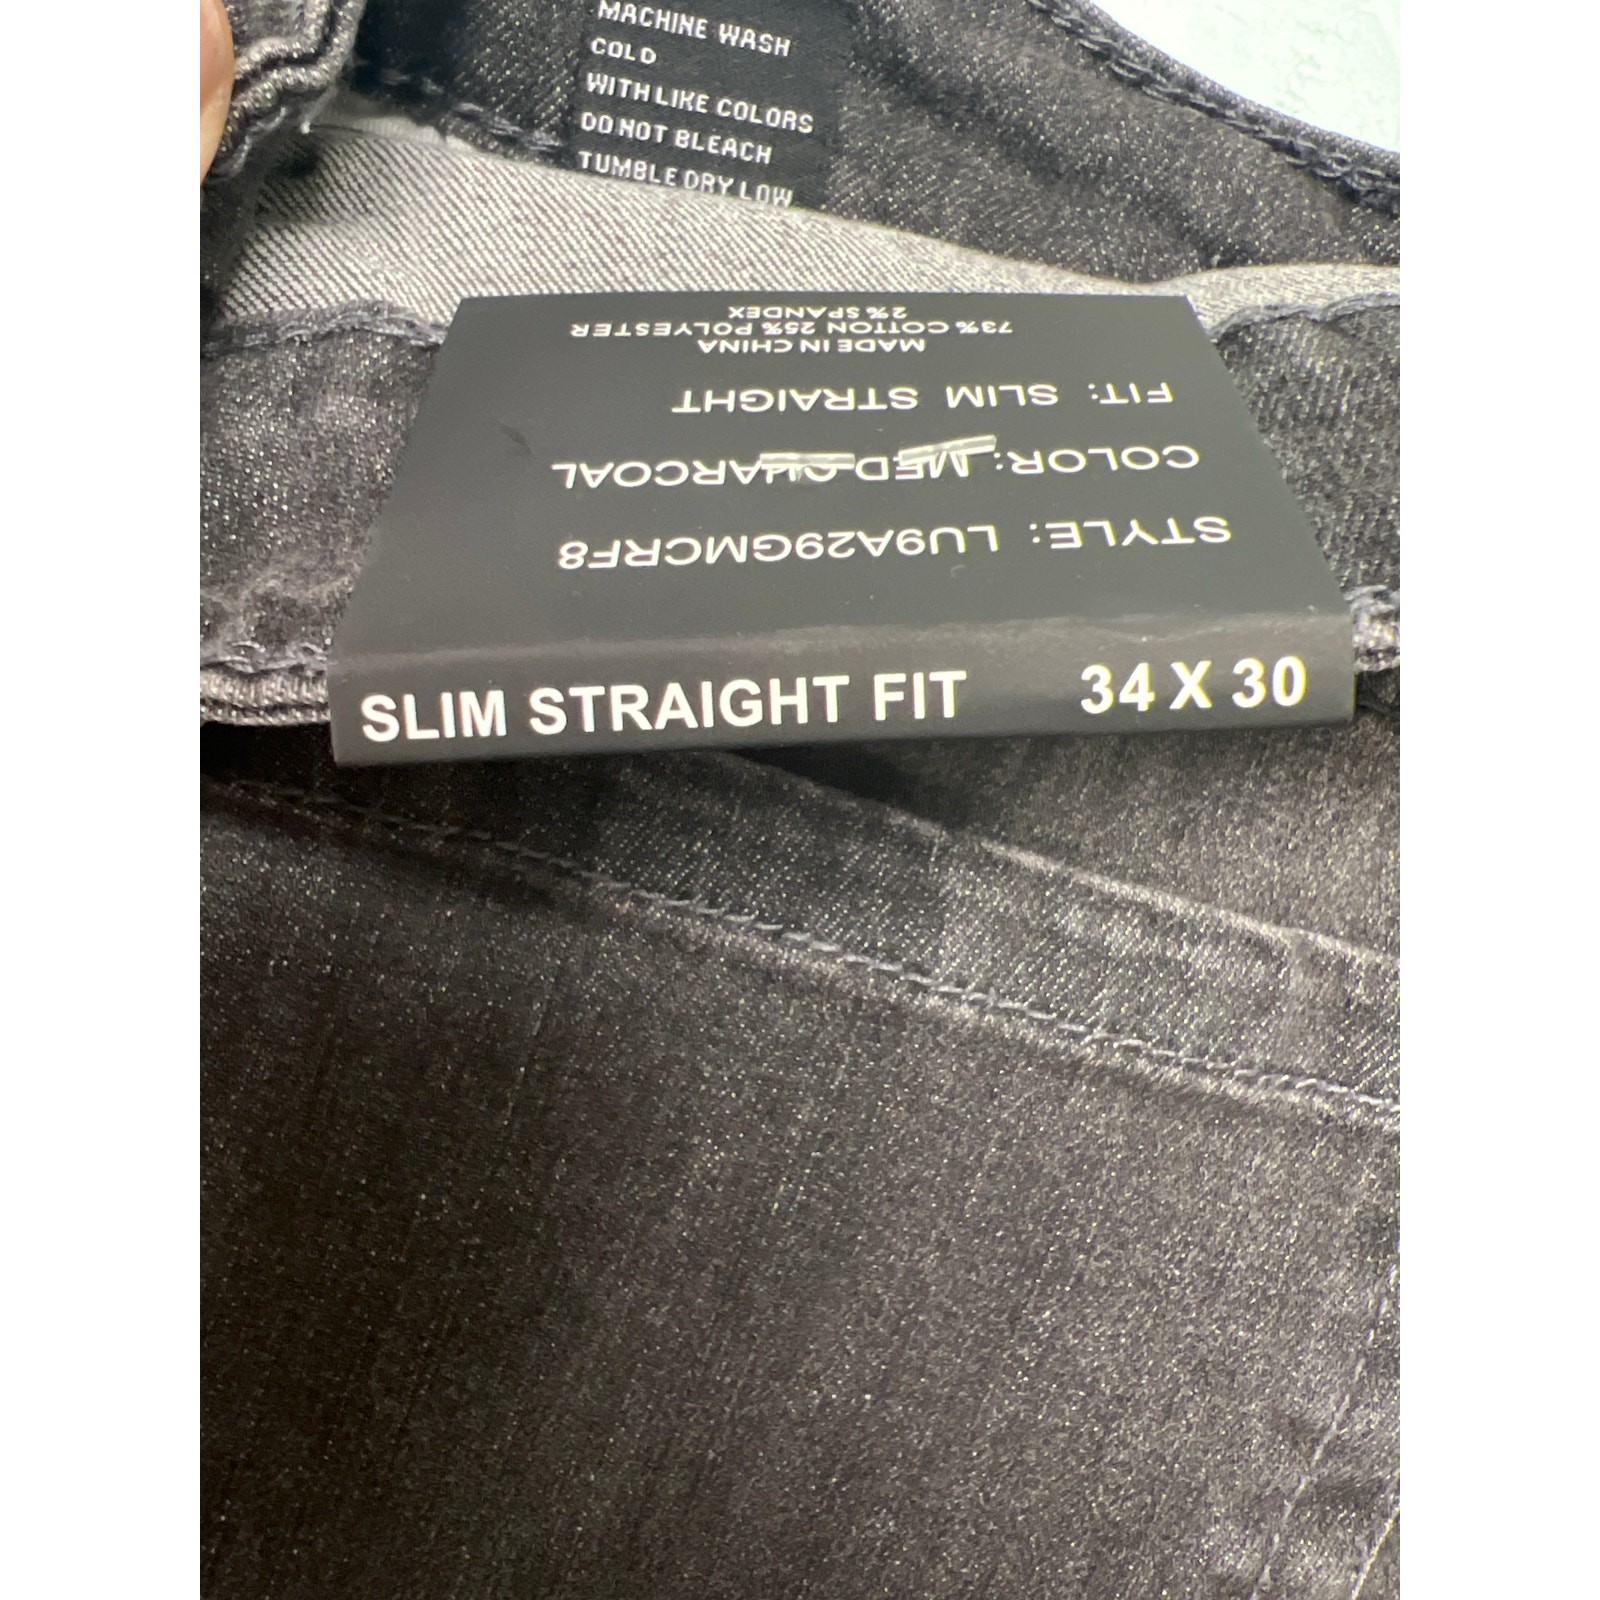 MACHINE WASH
COLD
WITH LIKE COLORS
DO NOT BLEACH
TUMBLE DRY LOW
SLIM STRAIGHT FIT 34 X 30
STYLE: LU9A29GMCRF8
COLOR: MED CHARCOAL
FIT: SLIM STRAIGHT
MADE IN CHINA
73% COTTON 25% POLYESTER
2% SPANDEX